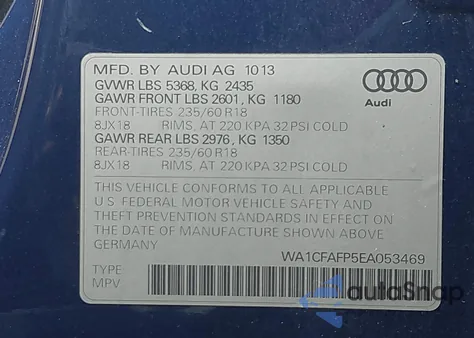 MFD. BY AUDI AG 10 13
GVWR LBS 5368, KG 2435
GAWR FRONT LBS 2601, KG 1180
FRONT-TIRES 235/60 R18
8JX18 RIMS, AT 220 KPA 32 PSI COLD
GAWR REAR LBS 2976, KG 1350
REAR-TIRES 235/60 R18
8JX18 RIMS, AT 220 KPA 32 PSI COLD
Audi
THIS VEHICLE CONFORMS TO ALL APPLICABLE
U.S. FEDERAL MOTOR VEHICLE SAFETY AND
THEFT PREVENTION STANDARDS IN EFFECT ON
THE DATE OF MANUFACTURE SHOWN ABOVE
GERMANY
WA1CFAFP5EA053469
TYPE
MPV
autoSnap